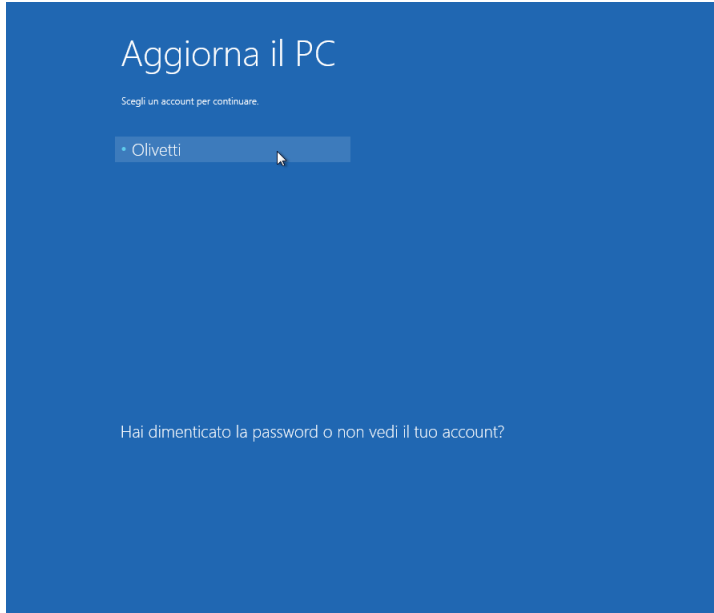 Aggiorna il PC
Scegli un account per continuare.
Olivetti
Hai dimenticato la password o non vedi il tuo account?